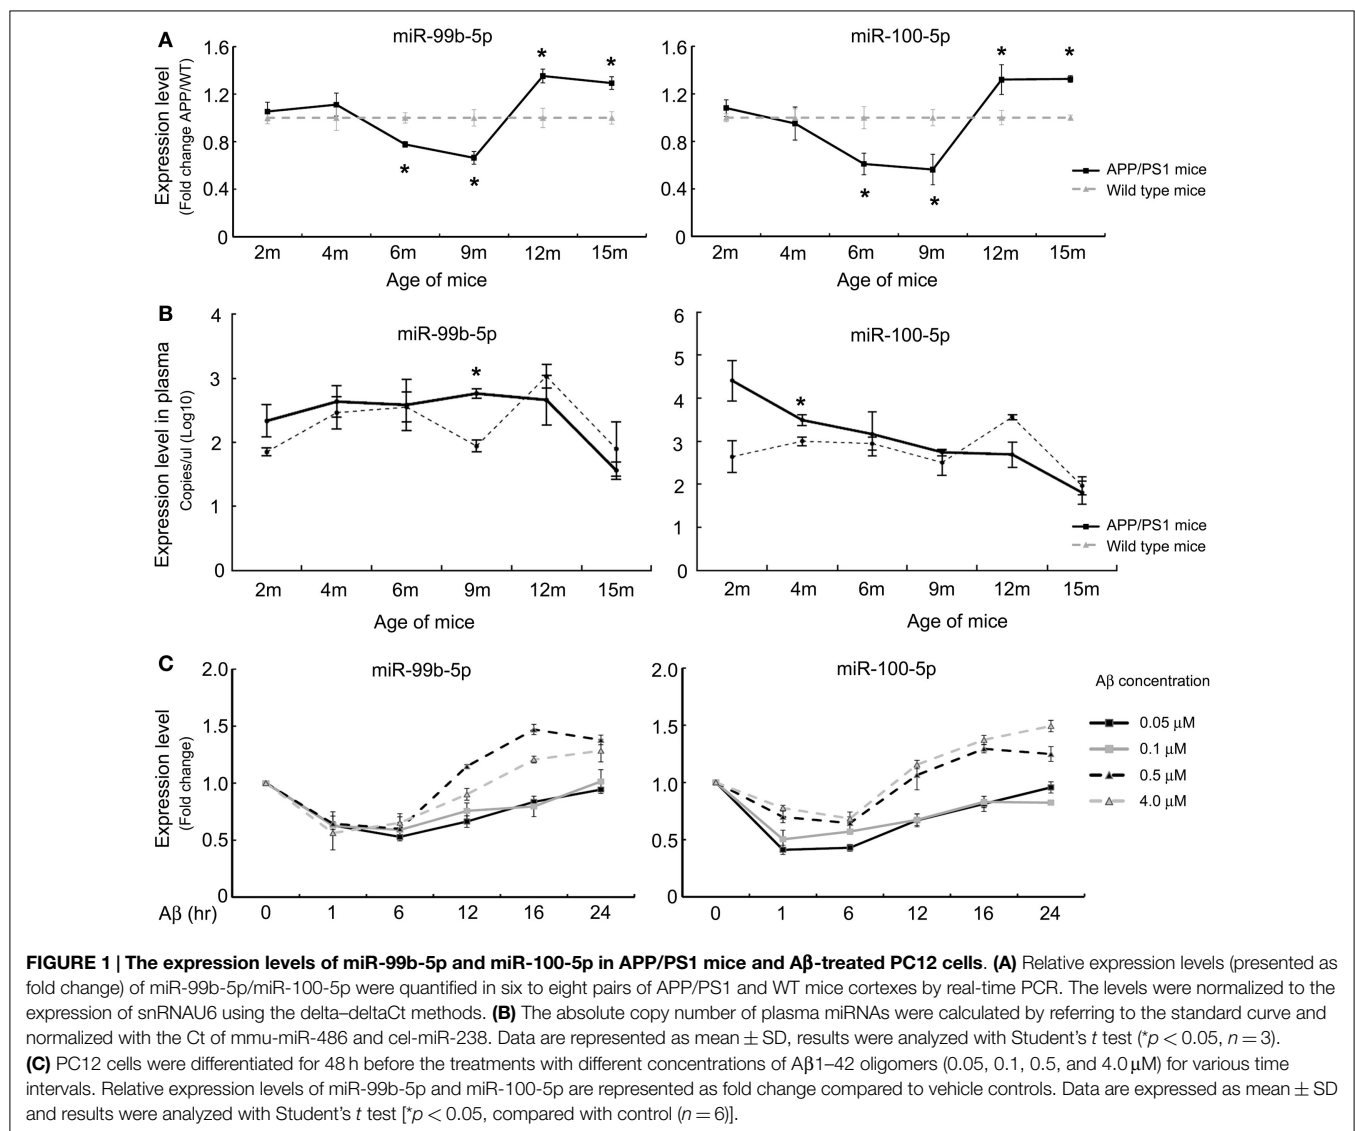 A
miR-99b-5p
miR-100-5p
Expression level
(Fold change APP/WT)
1.6
1.2
0.8
0.4
0
*
*
*
*
2m 4m 6m 9m 12m 15m
Age of mice
1.6
1.2
0.8
0.4
0
*
*
*
*
2m 4m 6m 9m 12m 15m
Age of mice
APP/PS1 mice
Wild type mice
B
miR-99b-5p
miR-100-5p
Expression level in plasma
Copies/ul (Log10)
4
3
2
1
0
*
2m 4m 6m 9m 12m 15m
Age of mice
6
5
4
3
2
1
0
*
2m 4m 6m 9m 12m 15m
Age of mice
APP/PS1 mice
Wild type mice
C
miR-99b-5p
miR-100-5p
Expression level
(Fold change)
2.0
1.5
1.0
0.5
0
Aβ (hr) 0 1 6 12 16 24
2.0
1.5
1.0
0.5
0
0 1 6 12 16 24
Aβ concentration
0.05 μM
0.1 μM
0.5 μM
4.0 μM
FIGURE 1 | The expression levels of miR-99b-5p and miR-100-5p in APP/PS1 mice and Aβ-treated PC12 cells. (A) Relative expression levels (presented as
fold change) of miR-99b-5p/miR-100-5p were quantified in six to eight pairs of APP/PS1 and WT mice cortexes by real-time PCR. The levels were normalized to the
expression of snRNAU6 using the delta–deltaCt methods. (B) The absolute copy number of plasma miRNAs were calculated by referring to the standard curve and
normalized with the Ct of mmu-miR-486 and cel-miR-238. Data are represented as mean ± SD, results were analyzed with Student's t test (*p < 0.05, n = 3).
(C) PC12 cells were differentiated for 48 h before the treatments with different concentrations of Aβ1–42 oligomers (0.05, 0.1, 0.5, and 4.0 μM) for various time
intervals. Relative expression levels of miR-99b-5p and miR-100-5p are represented as fold change compared to vehicle controls. Data are expressed as mean ± SD
and results were analyzed with Student's t test [*p < 0.05, compared with control (n = 6)].